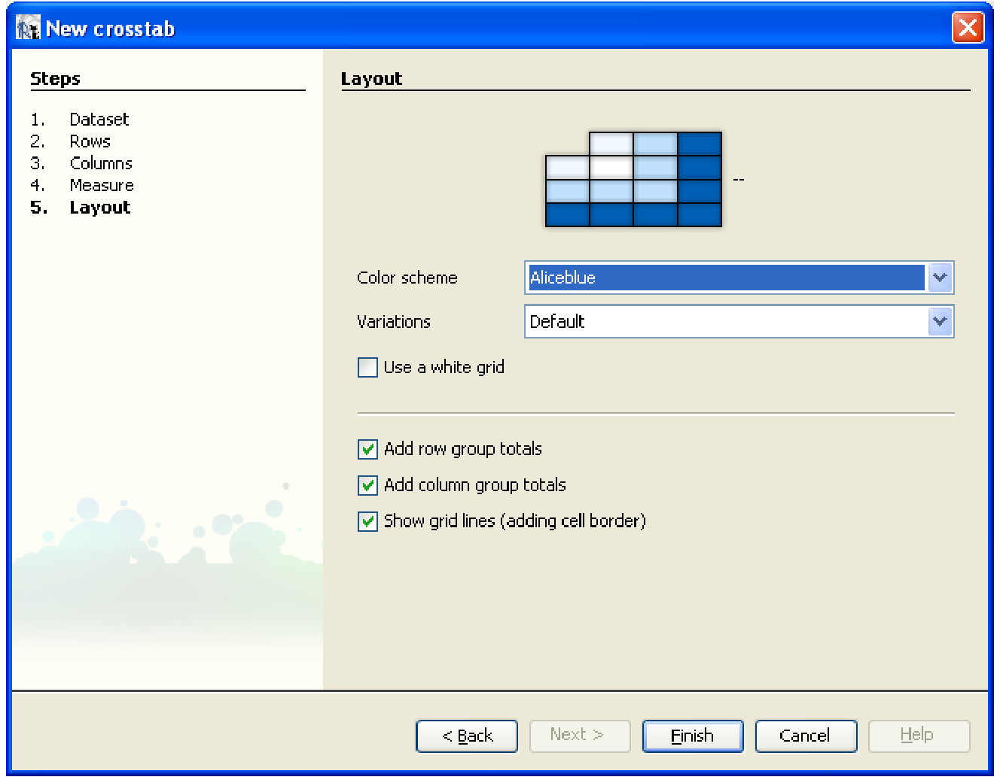 New crosstab
Steps
1. Dataset
2. Rows
3. Columns
4. Measure
5. Layout
Layout
--
Color scheme
Aliceblue
Variations
Default
Use a white grid
Add row group totals
Add column group totals
Show grid lines (adding cell border)
< Back
Next >
Finish
Cancel
Help